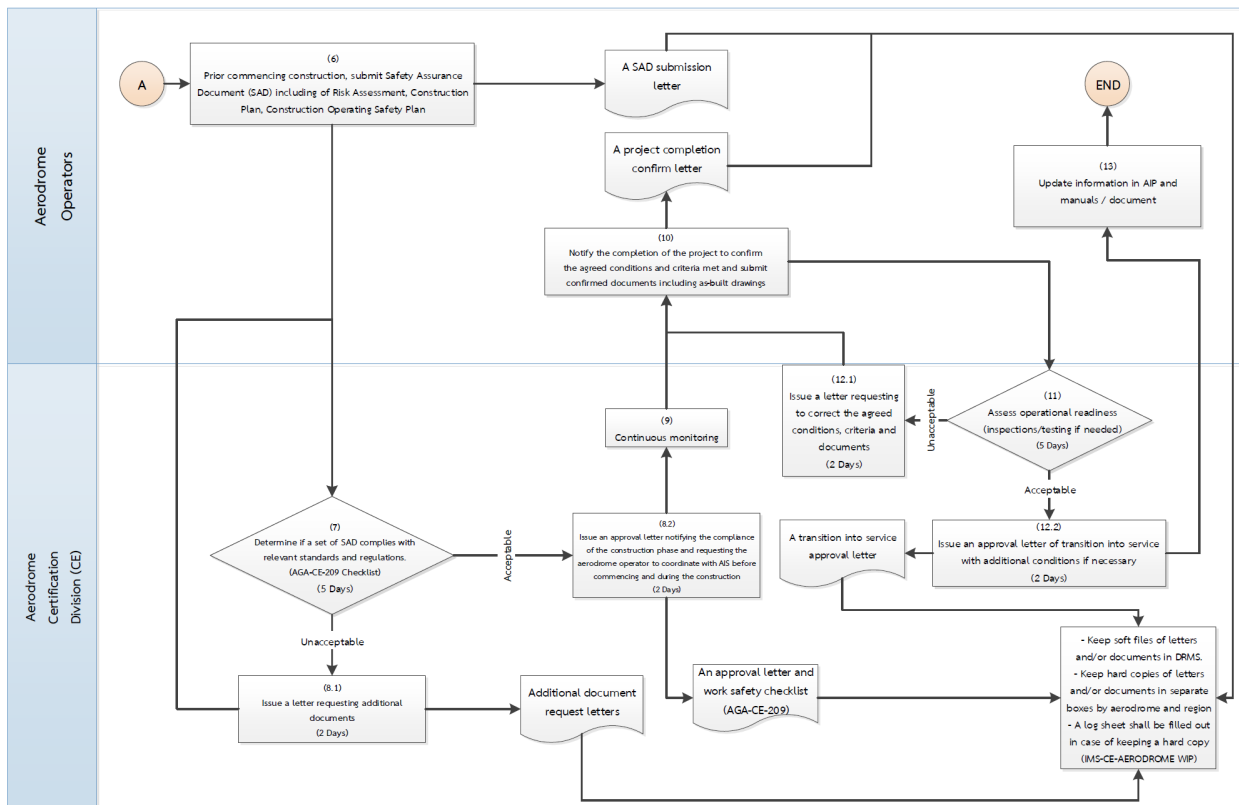 Aerodrome
Operators
A
(6)
Prior commencing construction, submit Safety Assurance
Document (SAD) including of Risk Assessment, Construction
Plan, Construction Operating Safety Plan
A SAD submission
letter
END
A project completion
confirm letter
(13)
Update information in AIP and
manuals / document
(10)
Notify the completion of the project to confirm
the agreed conditions and criteria met and submit
confirmed documents including as-built drawings
Aerodrome
Certification
Division (CE)
(12.1)
Issue a letter requesting
to correct the agreed
conditions, criteria and
documents
(2 Days)
Unacceptable
(11)
Assess operational readiness
(inspections/testing if needed)
(5 Days)
Acceptable
(9)
Continuous monitoring
(7)
Determine if a set of SAD complies with
relevant standards and regulations.
(AGA-CE-209 Checklist)
(5 Days)
Acceptable
(8.2)
Issue an approval letter notifying the compliance
of the construction phase and requesting the
aerodrome operator to coordinate with AIS before
commencing and during the construction
(2 Days)
A transition into service
approval letter
(12.2)
Issue an approval letter of transition into service
with additional conditions if necessary
(2 Days)
Unacceptable
(8.1)
Issue a letter requesting additional
documents
(2 Days)
Additional document
request letters
An approval letter and
work safety checklist
(AGA-CE-209)
- Keep soft files of letters
and/or documents in DRMS.
- Keep hard copies of letters
and/or documents in separate
boxes by aerodrome and region
- A log sheet shall be filled out
in case of keeping a hard copy
(IMS-CE-AERODROME WIP)